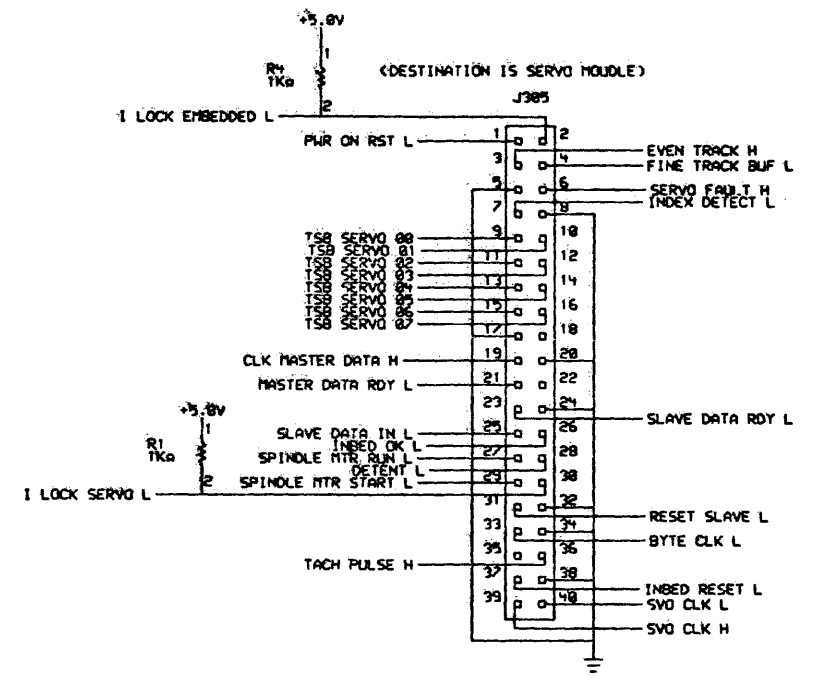 +5.0V
1
R4
1KΩ
2
(DESTINATION IS SERVO MOUDLE)
J305
I LOCK EMBEDDED L
1 2
PWR ON RST L
EVEN TRACK H
3 4
FINE TRACK BUF L
5 6
SERVO FAULT H
INDEX DETECT L
7 8
9 10
TSB SERVO 00
TSB SERVO 01
11 12
TSB SERVO 02
TSB SERVO 03
13 14
TSB SERVO 04
TSB SERVO 05
15 16
TSB SERVO 06
TSB SERVO 07
17 18
19 20
CLK MASTER DATA H
21 22
MASTER DATA RDY L
23 24
SLAVE DATA RDY L
+5.0V
1
R1
1KΩ
2
25 26
SLAVE DATA IN L
INBED OK L
27 28
SPINDLE MTR RUN L
DETENT L
29 30
SPINDLE MTR START L
I LOCK SERVO L
31 32
RESET SLAVE L
33 34
BYTE CLK L
35 36
TACH PULSE H
37 38
INBED RESET L
39 40
SVO CLK L
SVO CLK H